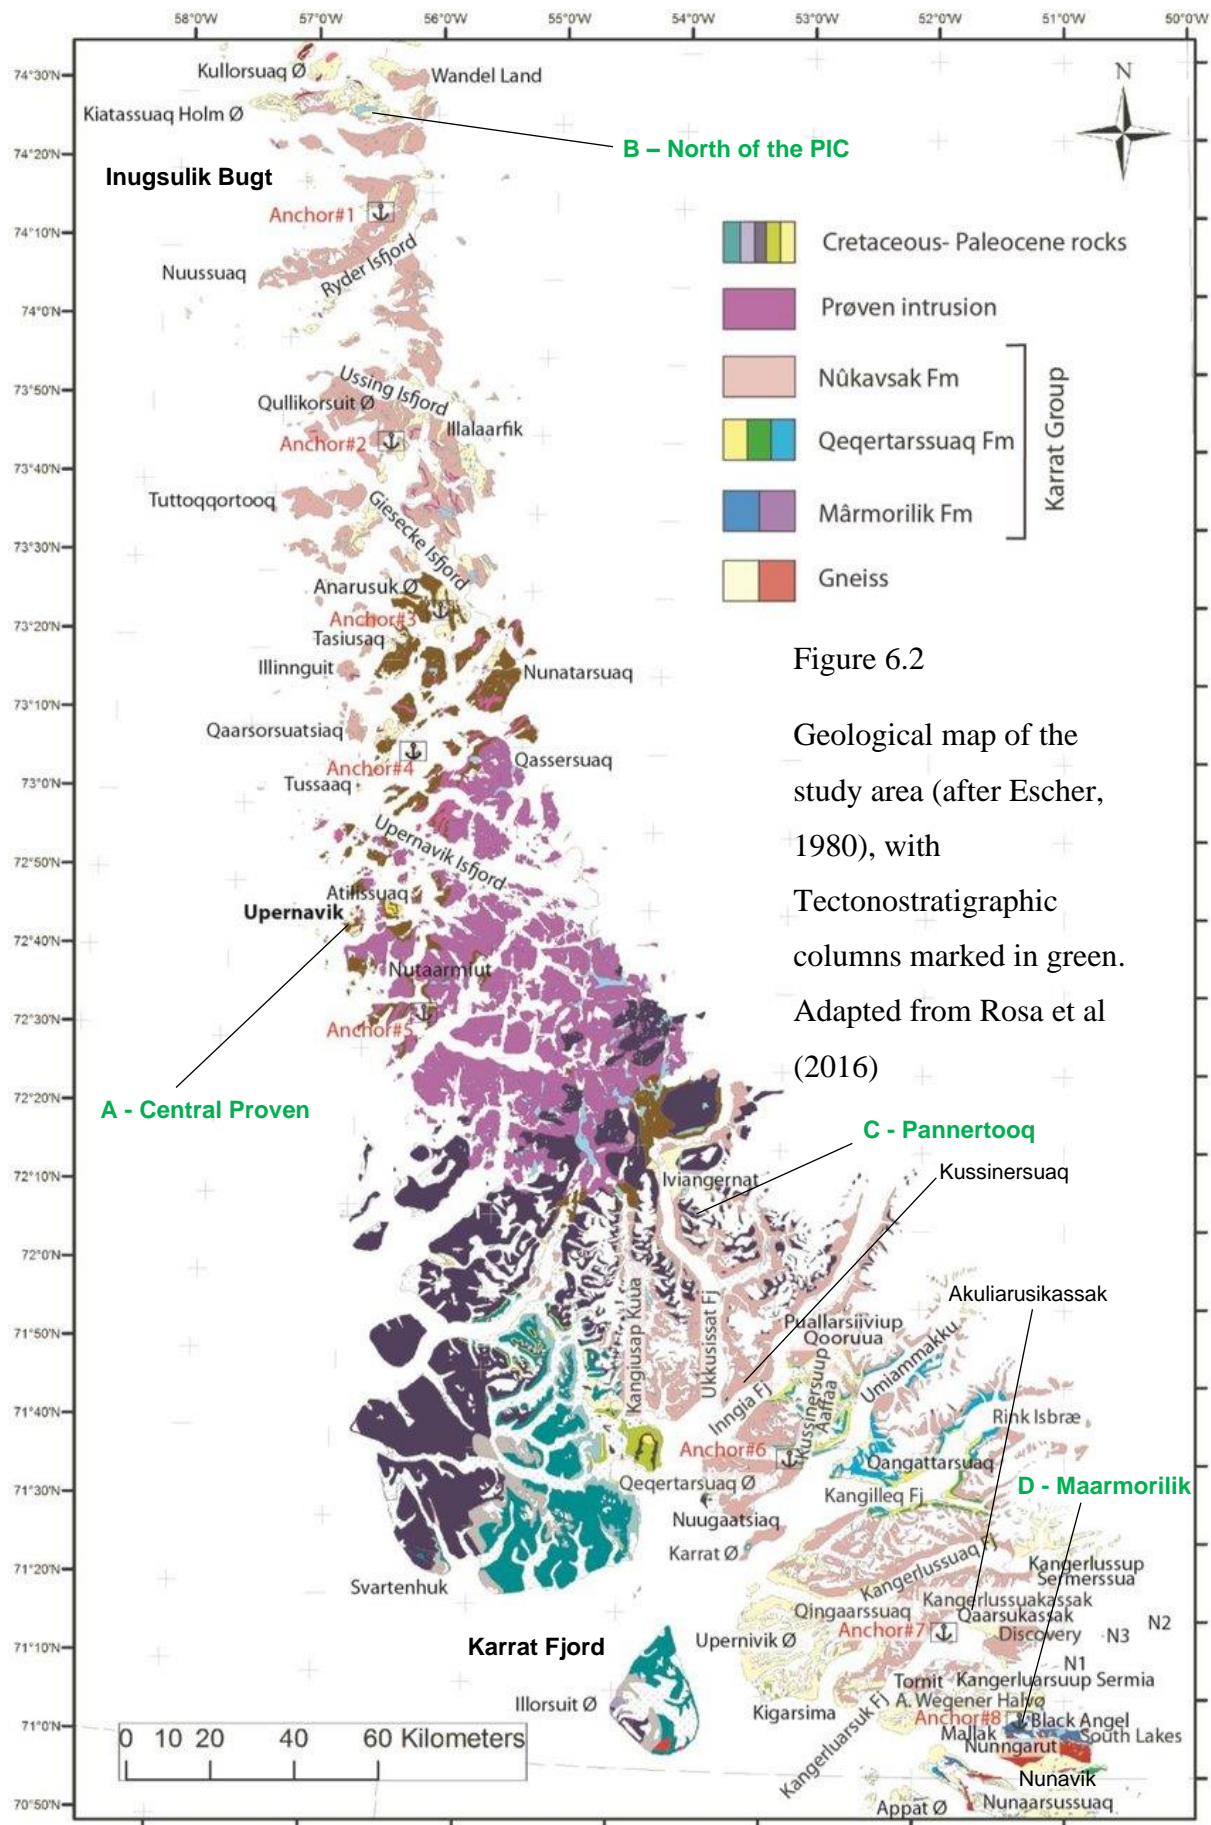 58°0'W 57°0'W 56°0'W 55°0'W 54°0'W 53°0'W 52°0'W 51°0'W 50°0'W
74°30'N
74°20'N
74°10'N
74°0'N
73°50'N
73°40'N
73°30'N
73°20'N
73°10'N
73°0'N
72°50'N
72°40'N
72°30'N
72°20'N
72°10'N
72°0'N
71°50'N
71°40'N
71°30'N
71°20'N
71°10'N
71°0'N
70°50'N
N
Kullorsuaq Ø
Wandel Land
Kiatassuaq Holm Ø
B – North of the PIC
Inugsulik Bugt
Anchor#1
Nuussuaq
Ryder Isfjord
Ussing Isfjord
Qullikorsuit Ø
Illalaarfik
Anchor#2
Tuttoqqortooq
Giesecke Isfjord
Anarusuk Ø
Anchor#3
Tasiusaq
Illinnguit
Nunatarsuaq
Qaarsorsuatsiaq
Qassersuaq
Anchor#4
Tussaaq
Upernavik Isfjord
Atilissuaq
Upernavik
Nutaarmiut
Anchor#5
A - Central Proven
Cretaceous- Paleocene rocks
Prøven intrusion
Nûkavsak Fm
Qeqertarssuaq Fm
Mârmorilik Fm
Gneiss
Karrat Group
Figure 6.2
Geological map of the
study area (after Escher,
1980), with
Tectonostratigraphic
columns marked in green.
Adapted from Rosa et al
(2016)
C - Pannertooq
Iviangernat
Kussinersuaq
Akuliarusikassak
Puallarsiiviup
Qooruua
Kangiusap Kuua
Ukkusissat Fj
Inngia Fj
Kussinersuup
Aaffaa
Umiammakku
Rink Isbræ
Anchor#6
Qangattarsuaq
Qeqertarsuaq Ø
Kangilleq Fj
D - Maarmorilik
Nuugaatsiaq
Karrat Ø
Kangerlussuaq Fj
Kangerlussup
Sermerssua
Svartenhuk
Kangerlussuakassak
Qingaarssuaq
Qaarsukassak
Anchor#7
Discovery
N3
N2
Karrat Fjord
Upernivik Ø
N1
Tornit
Kangerluarsuup Sermia
Illorsuit Ø
Kigarsima
A. Wegener Halvø
Anchor#8
Black Angel
Mallak
South Lakes
Nunngarut
Kangerluarsuk Fj
Nunavik
Appat Ø
Nunaarsussuaq
0 10 20 40 60 Kilometers